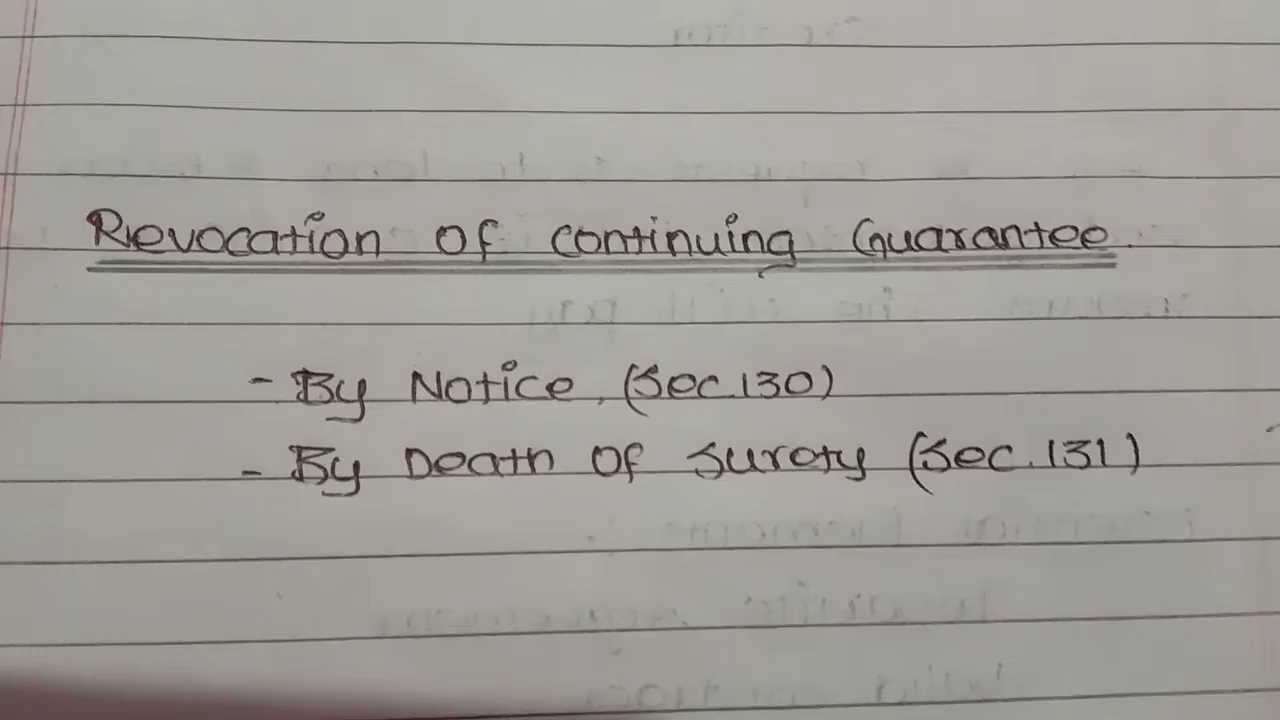 Revocation of continuing Guarantee
- By Notice. (Sec.130)
- By Death of surety (Sec.131)